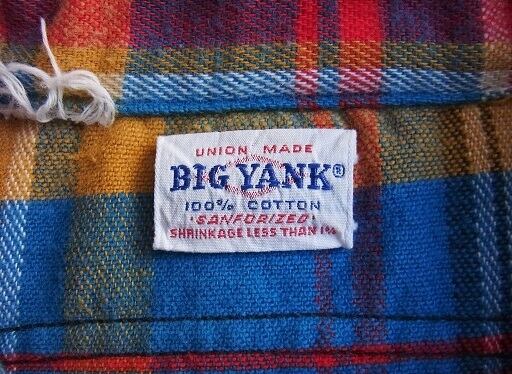 UNION MADE
BIG YANK®
100% COTTON
"SANFORIZED"
SHRINKAGE LESS THAN 1%